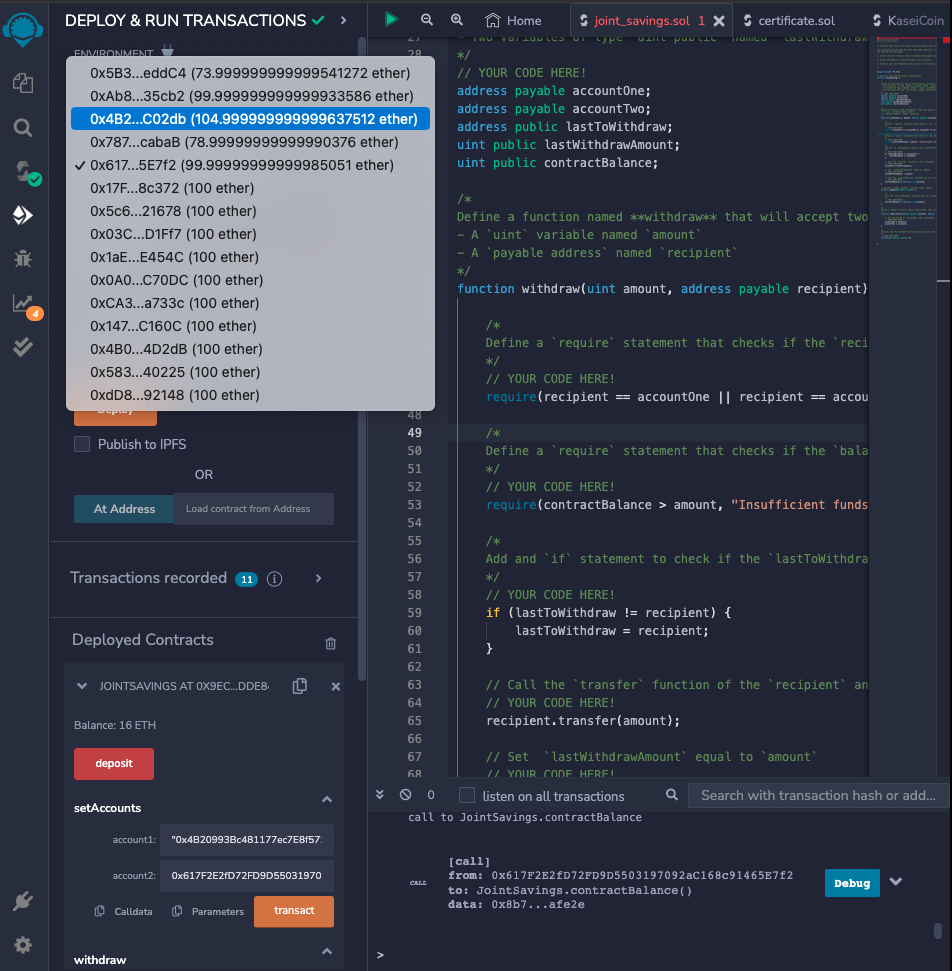 DEPLOY & RUN TRANSACTIONS
ENVIRONMENT
0x5B3...eddC4 (73.999999999999541272 ether)
0xAb8...35cb2 (93.999999999999933586 ether)
0x4B2...C02db (104.999999999999637512 ether)
0x787...cabaB (78.99999999999990376 ether)
0x617...5E7f2 (99.999999999999985051 ether)
0x17F...8c372 (100 ether)
0x5c6...21678 (100 ether)
0x03C...D1Ff7 (100 ether)
0x1aE...E454C (100 ether)
0x0A0...C70DC (100 ether)
0xCA3...a733c (100 ether)
0x147...C160C (100 ether)
0x4B0...4D2dB (100 ether)
0x583...40225 (100 ether)
0xdD8...92148 (100 ether)
Deploy
Publish to IPFS
OR
At Address
Load contract from Address
Transactions recorded 11
Deployed Contracts
JOINTSAVINGS AT 0X9EC...DDE84
Balance: 16 ETH
deposit
setAccounts
account1: "0x4B20993Bc481177ec7E8f57
account2: 0x617F2E2fD72FD9D55031970
Calldata
Parameters
transact
withdraw
4
Home
joint_savings.sol 1
certificate.sol
KaseiCoin
27 - Two variables of type `uint public` named `lastWithdraw
28 */
// YOUR CODE HERE!
address payable accountOne;
address payable accountTwo;
address public lastToWithdraw;
uint public lastWithdrawAmount;
uint public contractBalance;
/*
Define a function named **withdraw** that will accept two
- A `uint` variable named `amount`
- A `payable address` named `recipient`
*/
function withdraw(uint amount, address payable recipient)
/*
Define a `require` statement that checks if the `reci
*/
// YOUR CODE HERE!
require(recipient == accountOne || recipient == accou
48
49 /*
50 Define a `require` statement that checks if the `bala
51 */
52 // YOUR CODE HERE!
53 require(contractBalance > amount, "Insufficient funds
54
55 /*
56 Add and `if` statement to check if the `lastToWithdra
57 */
58 // YOUR CODE HERE!
59 if (lastToWithdraw != recipient) {
60 lastToWithdraw = recipient;
61 }
62
63 // Call the `transfer` function of the `recipient` an
64 // YOUR CODE HERE!
65 recipient.transfer(amount);
66
67 // Set  `lastWithdrawAmount` equal to `amount`
68 // YOUR CODE HERE!
0
listen on all transactions
Search with transaction hash or add...
call to JointSavings.contractBalance
CALL
[call]
from: 0x617F2E2fD72FD9D5503197092aC168c91465E7f2
to: JointSavings.contractBalance()
data: 0x8b7...afe2e
Debug
>